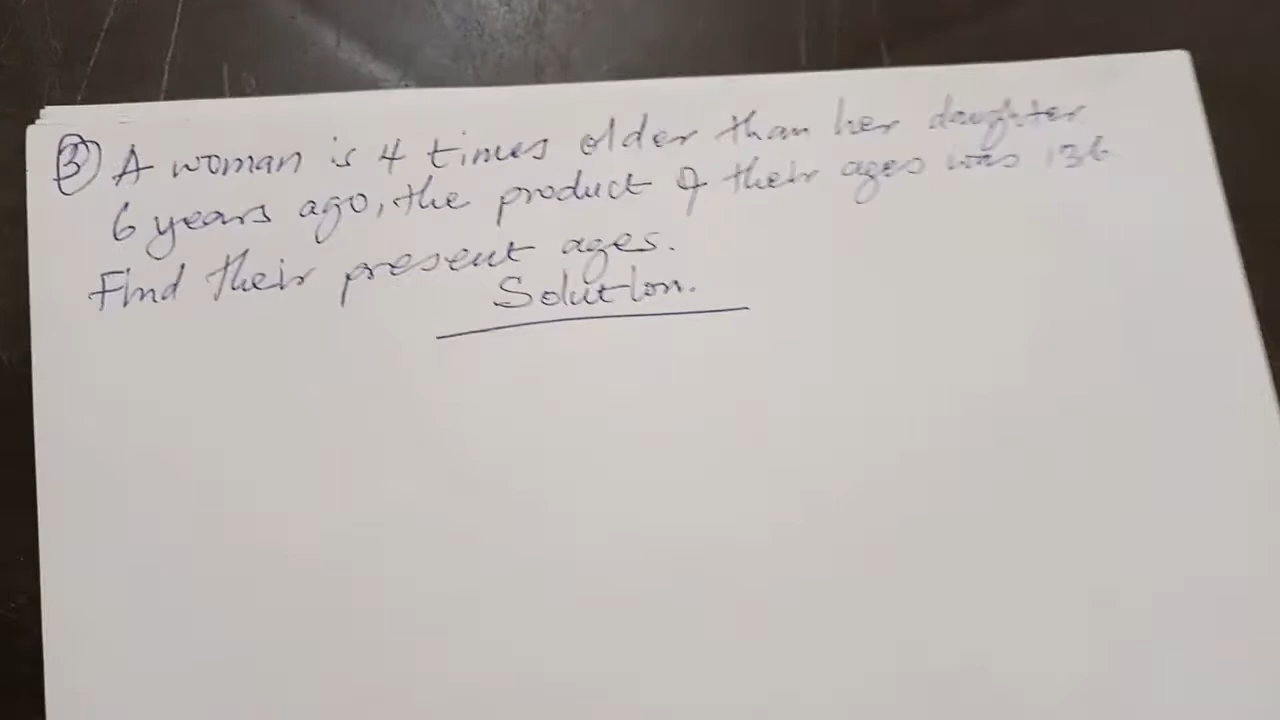 ③ A woman is 4 times older than her daughter
6 years ago, the product of their ages was 136
Find their present ages.
Solution.